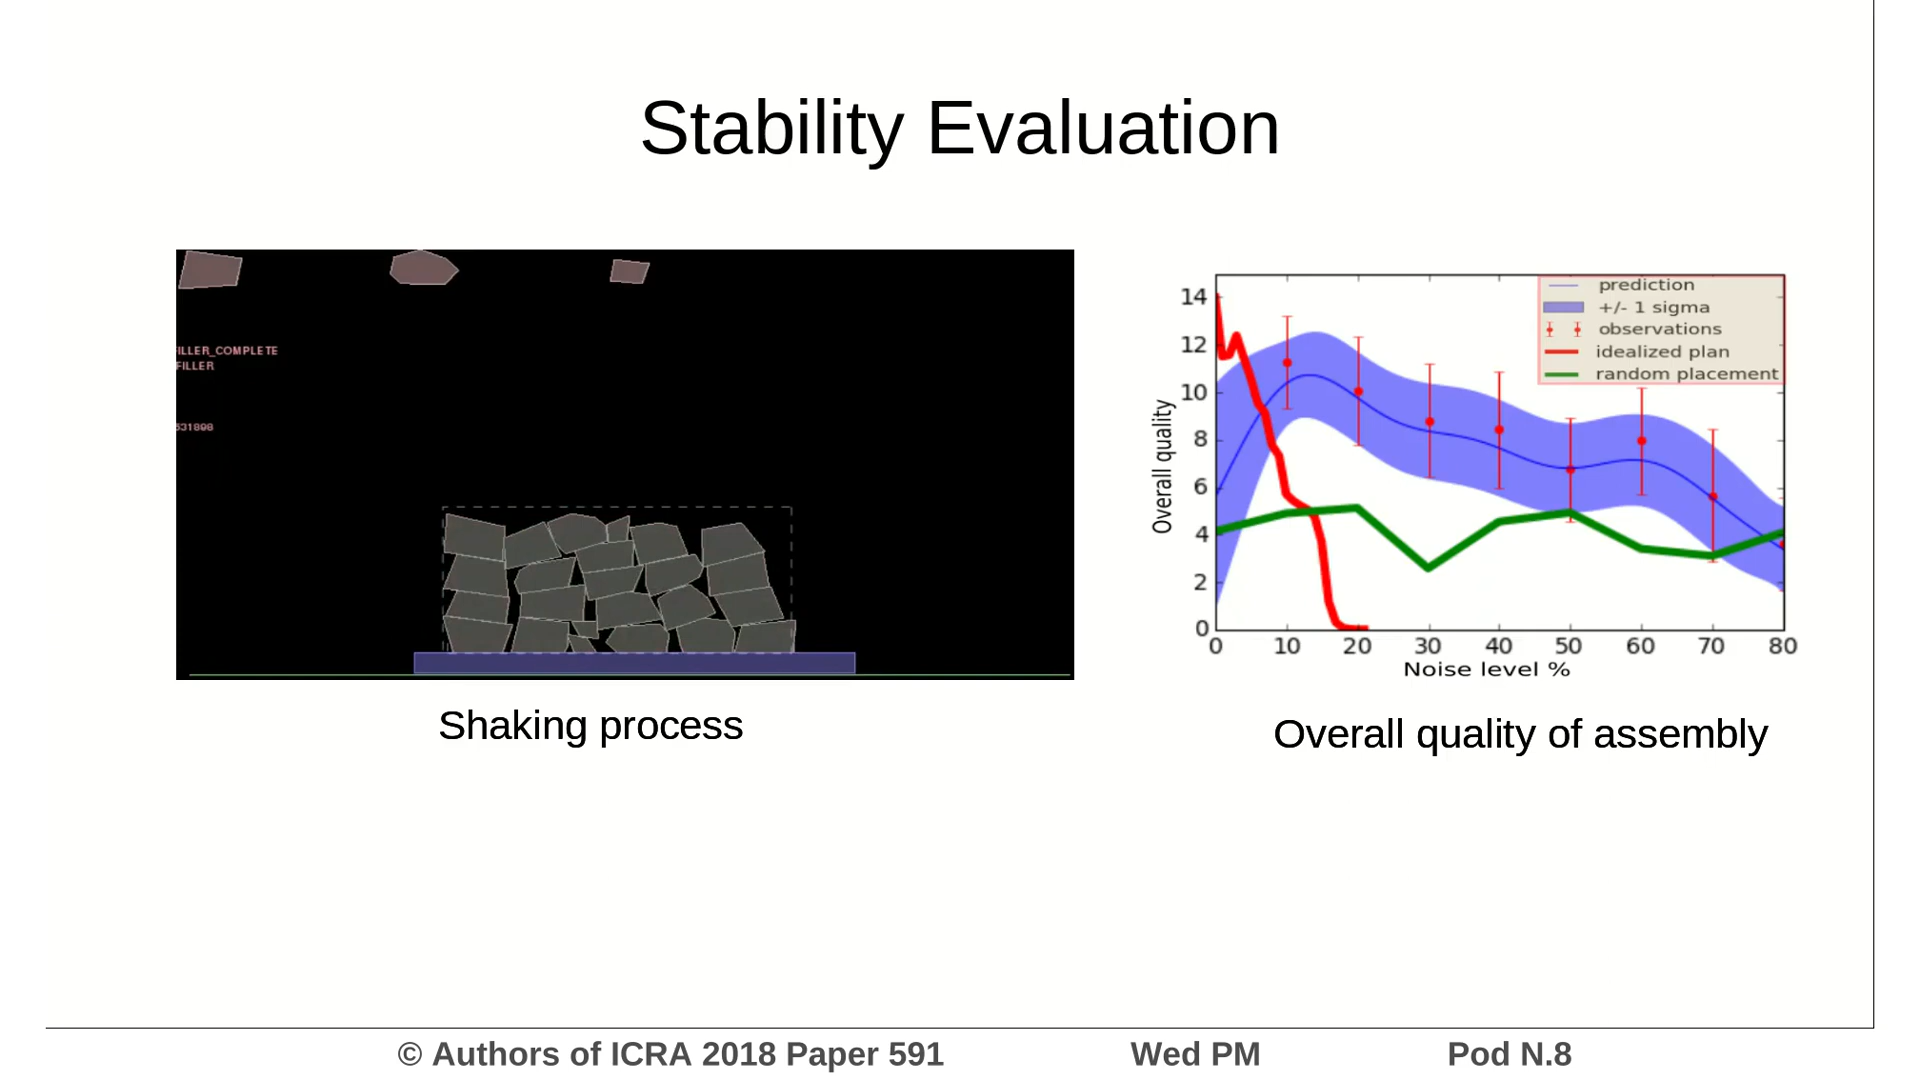 Stability Evaluation
ILLER_COMPLETE
FILLER
531898
14
12
10
8
6
4
2
0
Overall quality
prediction
+/- 1 sigma
observations
idealized plan
random placement
0 10 20 30 40 50 60 70 80
Noise level %
Shaking process
Overall quality of assembly
© Authors of ICRA 2018 Paper 591 Wed PM Pod N.8